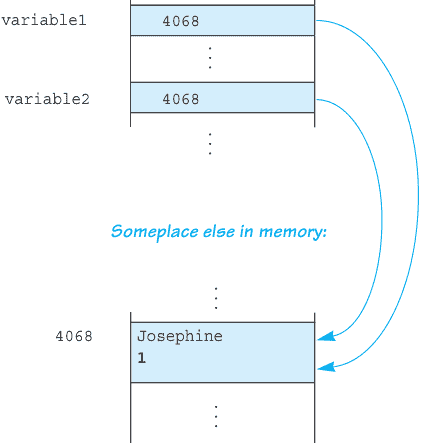 variable1 4068
variable2 4068
Someplace else in memory:
4068 Josephine
1